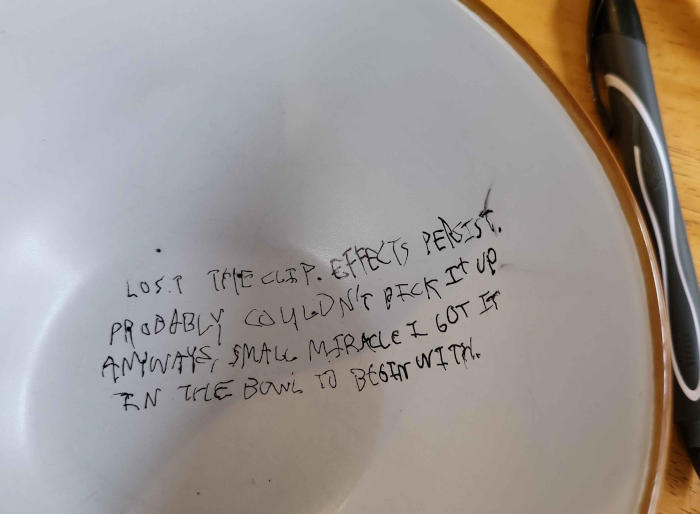 LOST THE CLIP. EFFECTS PERSIST.
PROBABLY COULDN'T PICK IT UP
ANYWAYS, SMALL MIRACLE I GOT IT
IN THE BOWL TO BEGIN WITH.